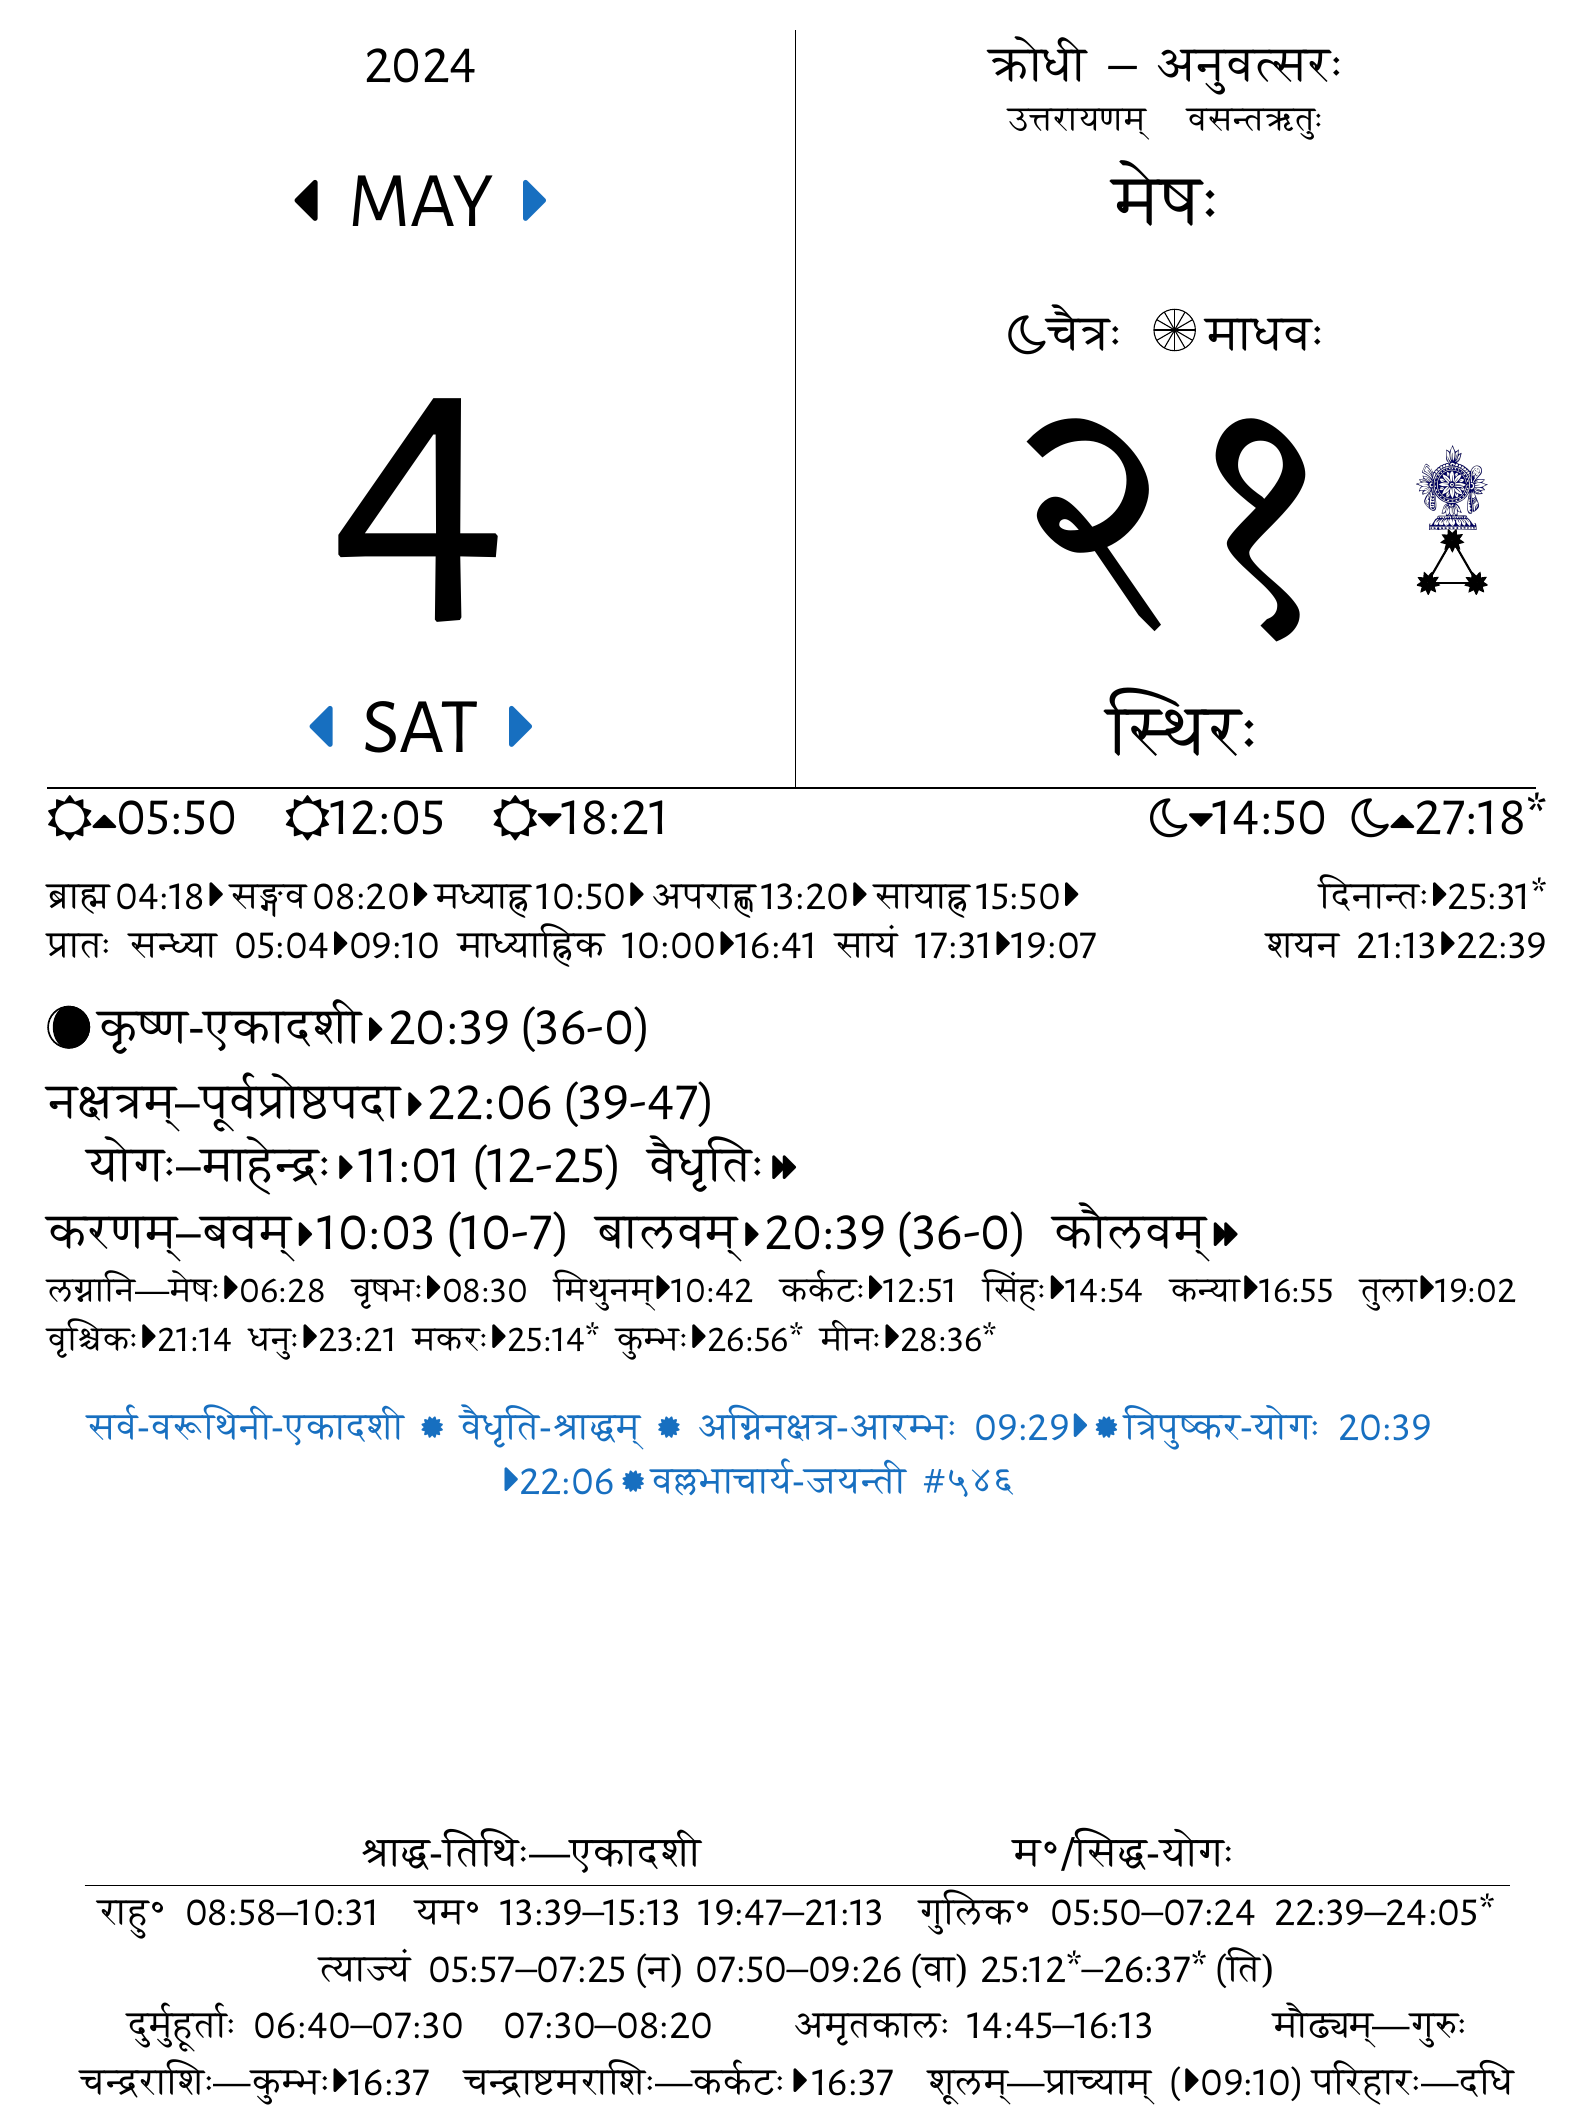 2024
MAY
4
SAT
क्रोधी – अनुवत्सरः
उत्तरायणम् वसन्तऋतुः
मेषः
चैत्रः माधवः
२१
स्थिरः
05:50 12:05 18:21 14:50 27:18*
ब्राह्म 04:18 सङ्गव 08:20 मध्याह्न 10:50 अपराह्ण 13:20 सायाह्न 15:50 दिनान्तः 25:31*
प्रातः सन्ध्या 05:04 09:10 माध्याह्निक 10:00 16:41 सायं 17:31 19:07 शयन 21:13 22:39
कृष्ण-एकादशी 20:39 (36-0)
नक्षत्रम्–पूर्वप्रोष्ठपदा 22:06 (39-47)
योगः–माहेन्द्रः 11:01 (12-25) वैधृतिः
करणम्–बवम् 10:03 (10-7) बालवम् 20:39 (36-0) कौलवम्
लग्नानि—मेषः 06:28 वृषभः 08:30 मिथुनम् 10:42 कर्कटः 12:51 सिंहः 14:54 कन्या 16:55 तुला 19:02
वृश्चिकः 21:14 धनुः 23:21 मकरः 25:14* कुम्भः 26:56* मीनः 28:36*
सर्व-वरूथिनी-एकादशी वैधृति-श्राद्धम् अग्निनक्षत्र-आरम्भः 09:29 त्रिपुष्कर-योगः 20:39
22:06 वल्लभाचार्य-जयन्ती #५४६
श्राद्ध-तिथिः—एकादशी म॰/सिद्ध-योगः
राहु॰ 08:58–10:31 यम॰ 13:39–15:13 19:47–21:13 गुलिक॰ 05:50–07:24 22:39–24:05*
त्याज्यं 05:57–07:25 (न) 07:50–09:26 (वा) 25:12*–26:37* (ति)
दुर्मुहूर्ताः 06:40–07:30 07:30–08:20 अमृतकालः 14:45–16:13 मौढ्यम्—गुरुः
चन्द्रराशिः—कुम्भः 16:37 चन्द्राष्टमराशिः—कर्कटः 16:37 शूलम्—प्राच्याम् ( 09:10) परिहारः—दधि